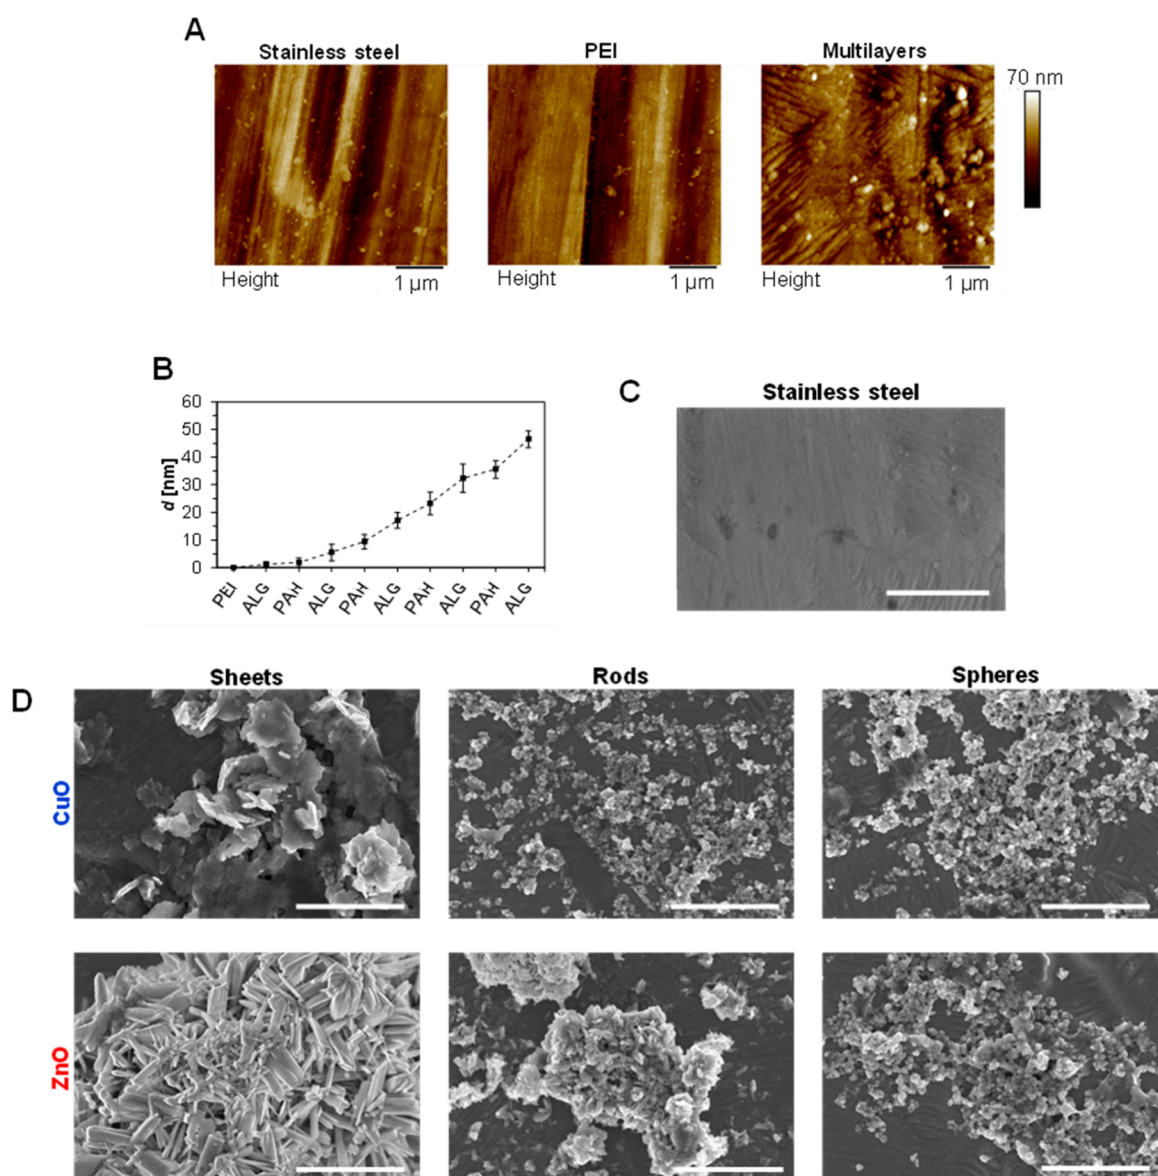 A
Stainless steel
PEI
Multilayers
70 nm
Height
1 µm
Height
1 µm
Height
1 µm
B
60
50
40
30
20
10
0
d [nm]
PEI
ALG
PAH
ALG
PAH
ALG
PAH
ALG
PAH
ALG
C
Stainless steel
D
Sheets
Rods
Spheres
CuO
ZnO